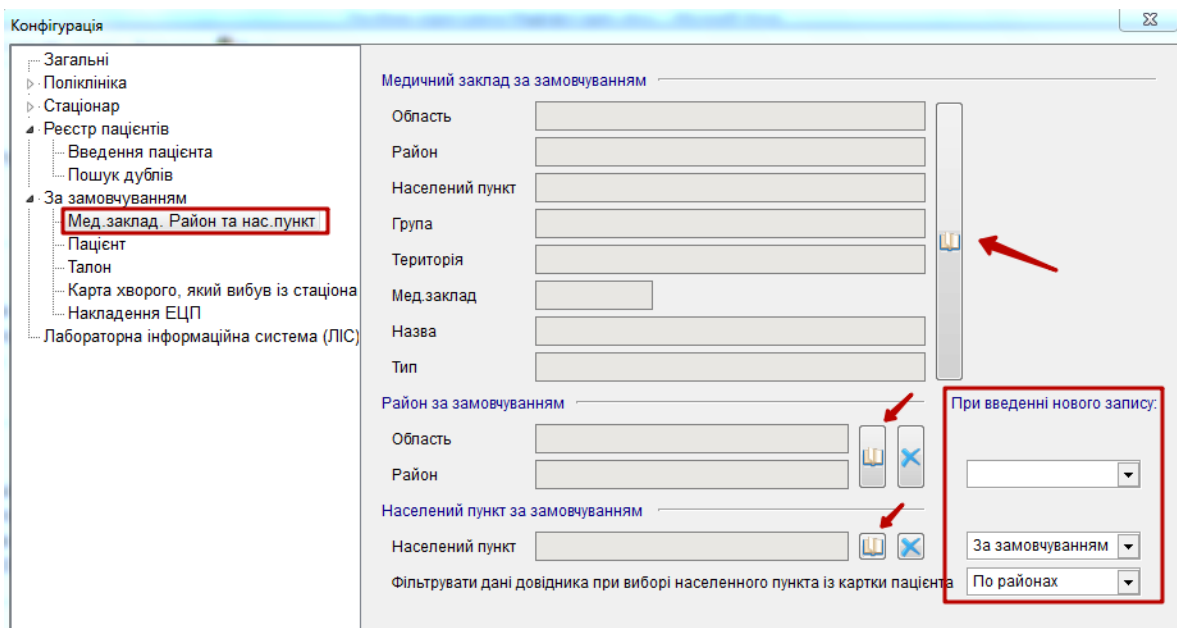 Конфігурація
Загальні
Поліклініка
Стаціонар
Реєстр пацієнтів
Введення пацієнта
Пошук дублів
За замовчуванням
Мед.заклад. Район та нас.пункт
Пацієнт
Талон
Карта хворого, який вибув із стаціона
Накладення ЕЦП
Лабораторна інформаційна система (ЛІС)
Медичний заклад за замовчуванням
Область
Район
Населений пункт
Група
Територія
Мед.заклад
Назва
Тип
Район за замовчуванням
При введенні нового запису:
Область
Район
Населений пункт за замовчуванням
Населений пункт
За замовчуванням
Фільтрувати дані довідника при виборі населенного пункта із картки пацієнта
По районах